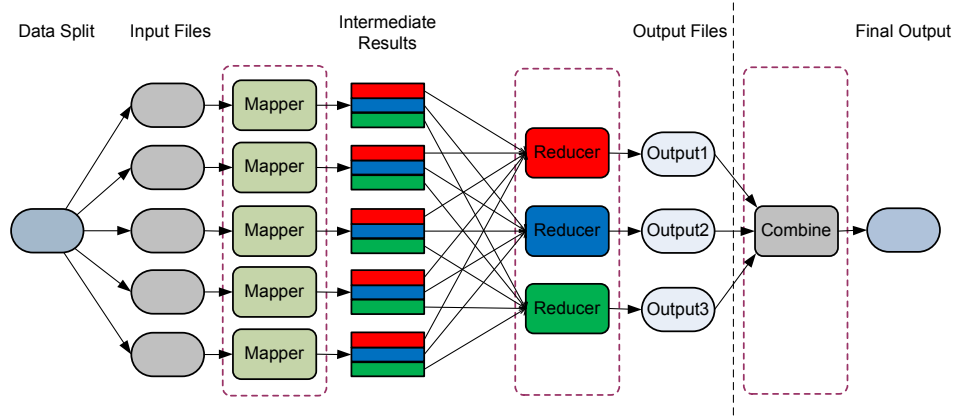 Data Split
Input Files
Intermediate
Results
Output Files
Final Output
Mapper
Mapper
Mapper
Mapper
Mapper
Reducer
Reducer
Reducer
Output1
Output2
Output3
Combine